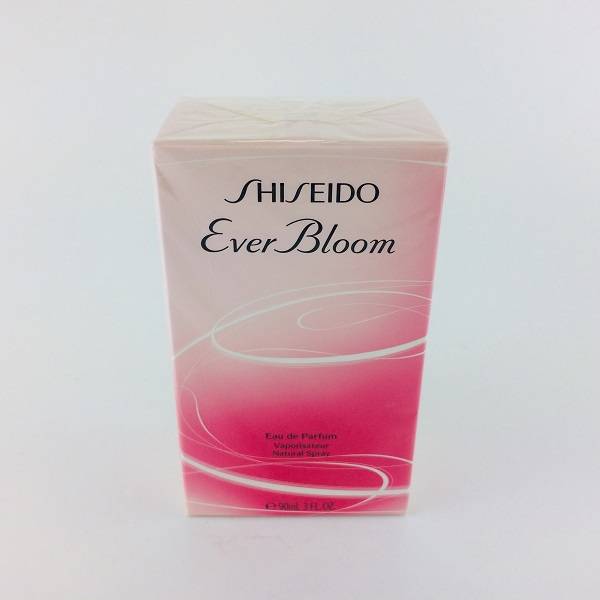 SHISEIDO
Ever Bloom
Eau de Parfum
Vaporisateur
Natural Spray
℮ 90mL 3 FL.OZ